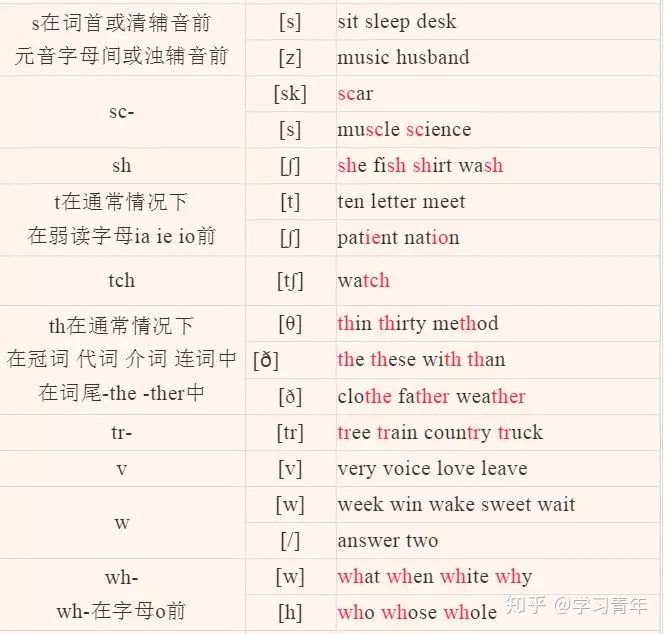 s在词首或清辅音前 [s] sit sleep desk
元音字母间或浊辅音前 [z] music husband
sc- [sk] scar
[s] muscle science
sh [ʃ] she fish shirt wash
t在通常情况下 [t] ten letter meet
在弱读字母ia ie io前 [ʃ] patient nation
tch [tʃ] watch
th在通常情况下 [θ] thin thirty method
在冠词 代词 介词 连词中 [ð] the these with than
在词尾-the -ther中 [ð] clothe father weather
tr- [tr] tree train country truck
v [v] very voice love leave
w [w] week win wake sweet wait
[/] answer two
wh- [w] what when white why
wh-在字母o前 [h] who whose whole
知乎 @学习青年